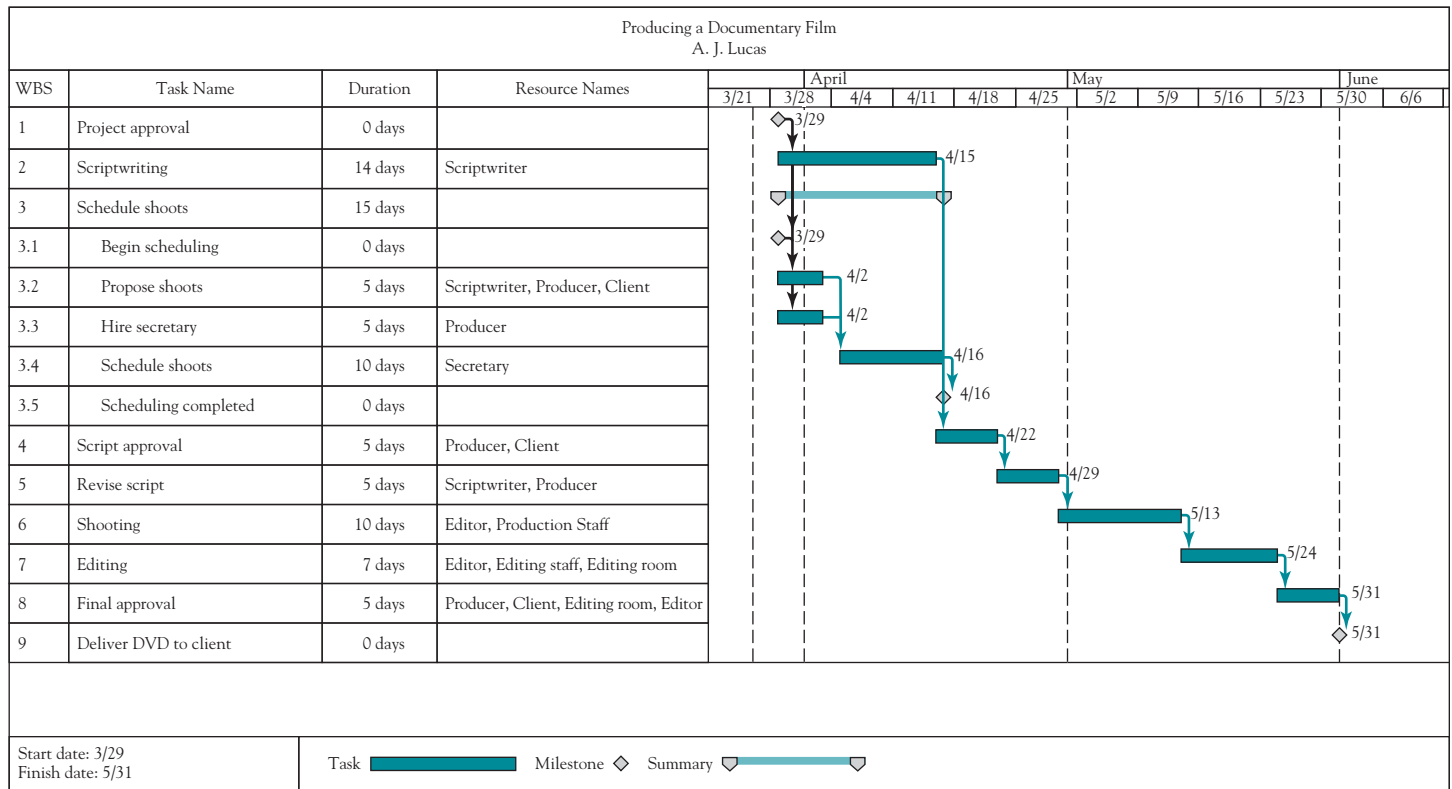 Producing a Documentary Film
A. J. Lucas
WBS Task Name Duration Resource Names April May June
3/21 3/28 4/4 4/11 4/18 4/25 5/2 5/9 5/16 5/23 5/30 6/6
1 Project approval 0 days 3/29
2 Scriptwriting 14 days Scriptwriter 4/15
3 Schedule shoots 15 days
3.1 Begin scheduling 0 days 3/29
3.2 Propose shoots 5 days Scriptwriter, Producer, Client 4/2
3.3 Hire secretary 5 days Producer 4/2
3.4 Schedule shoots 10 days Secretary 4/16
3.5 Scheduling completed 0 days 4/16
4 Script approval 5 days Producer, Client 4/22
5 Revise script 5 days Scriptwriter, Producer 4/29
6 Shooting 10 days Editor, Production Staff 5/13
7 Editing 7 days Editor, Editing staff, Editing room 5/24
8 Final approval 5 days Producer, Client, Editing room, Editor 5/31
9 Deliver DVD to client 0 days 5/31
Start date: 3/29
Finish date: 5/31
Task Milestone Summary